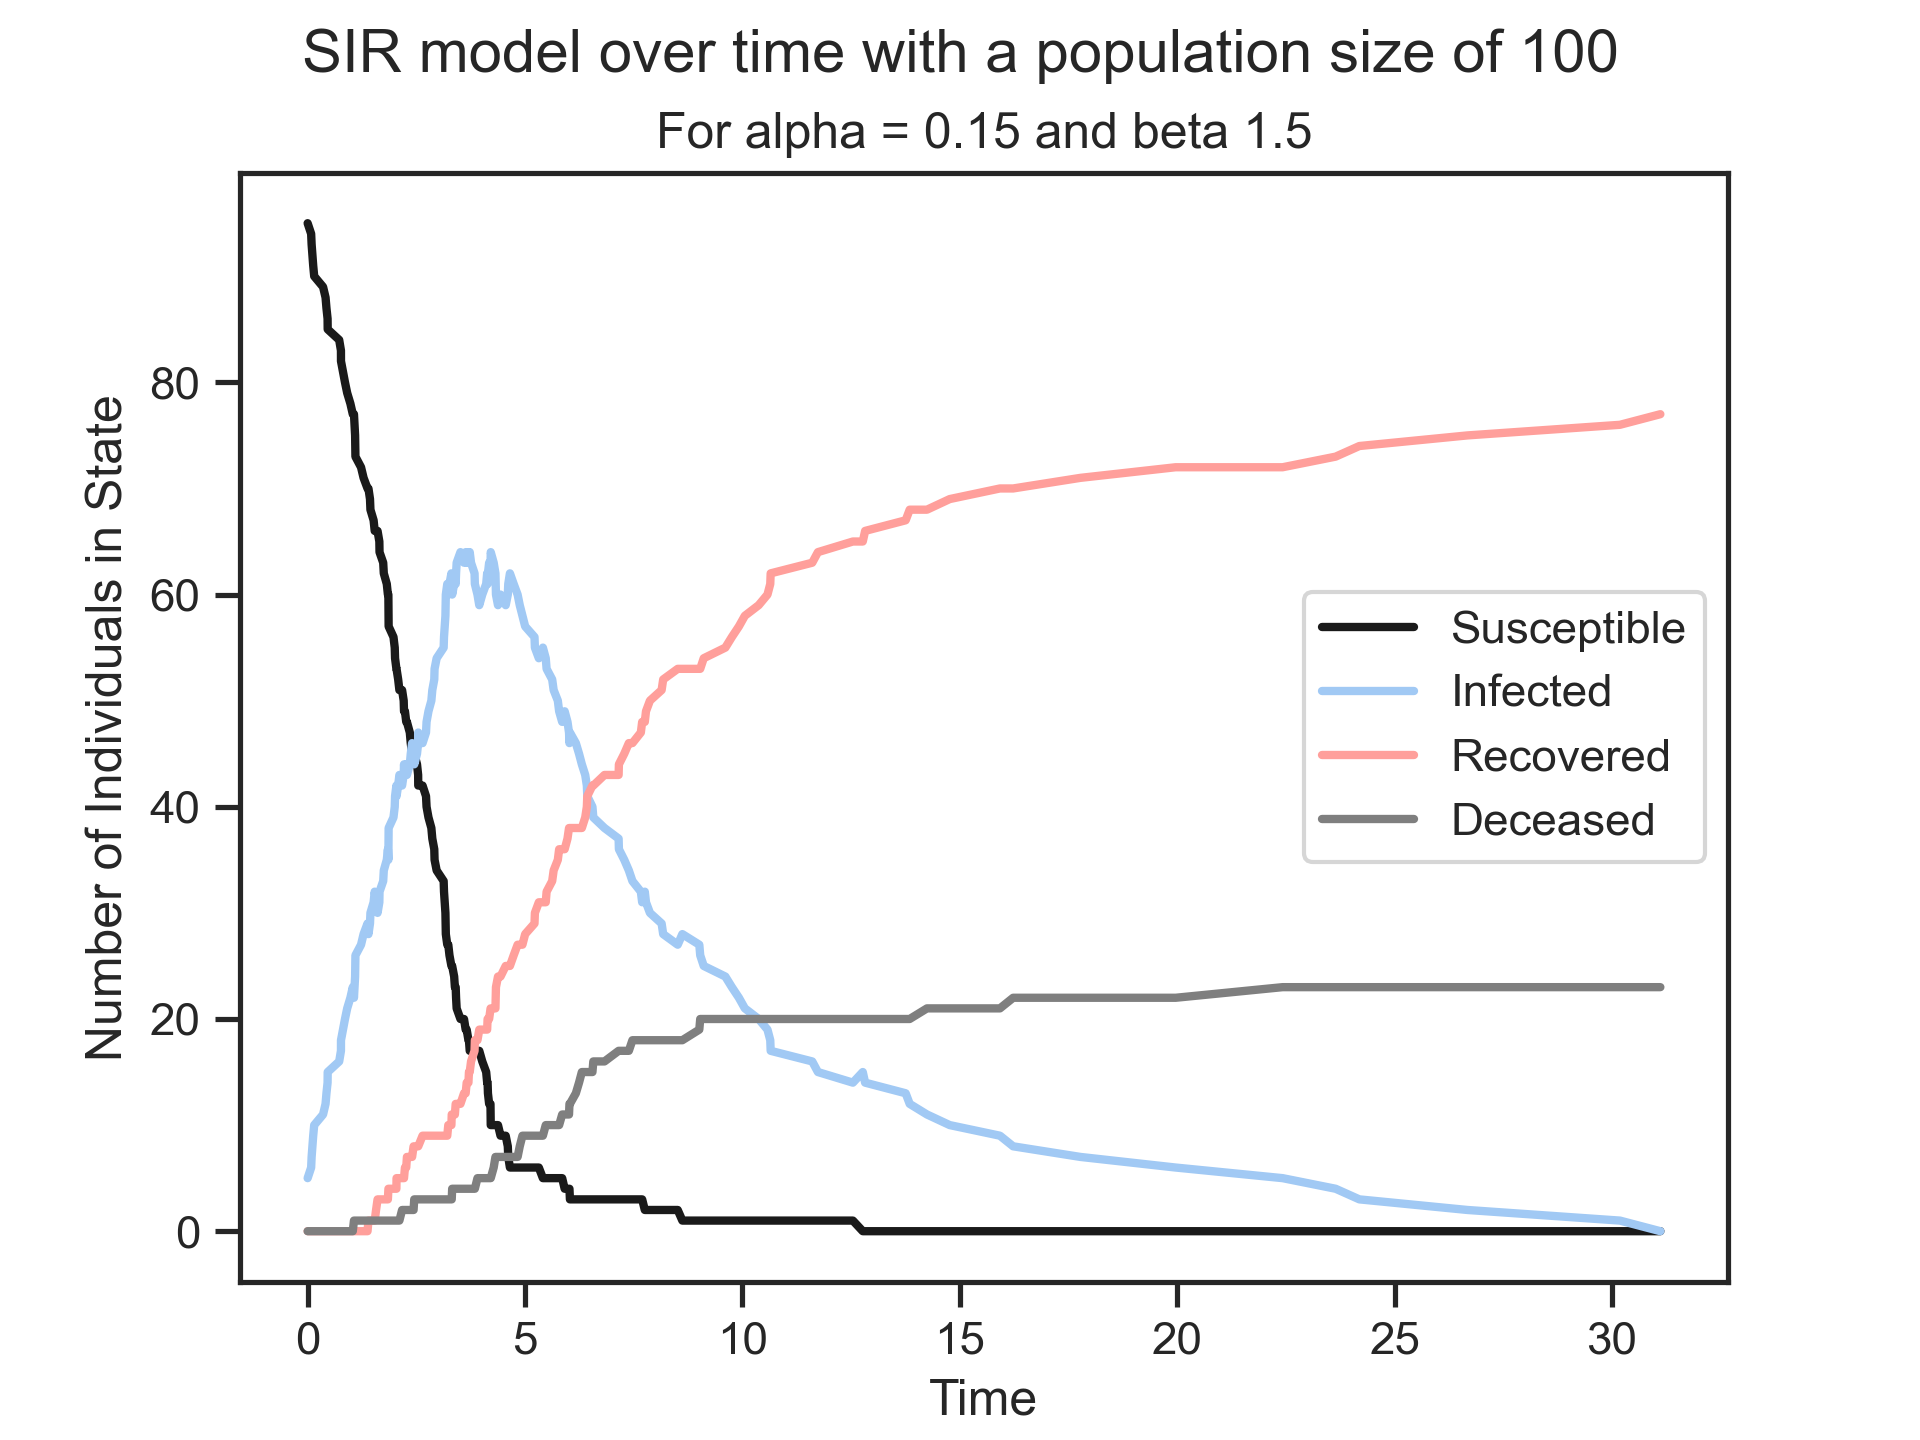 SIR model over time with a population size of 100
For alpha = 0.15 and beta 1.5
Number of Individuals in State
80
60
40
20
0
Susceptible
Infected
Recovered
Deceased
0 5 10 15 20 25 30
Time